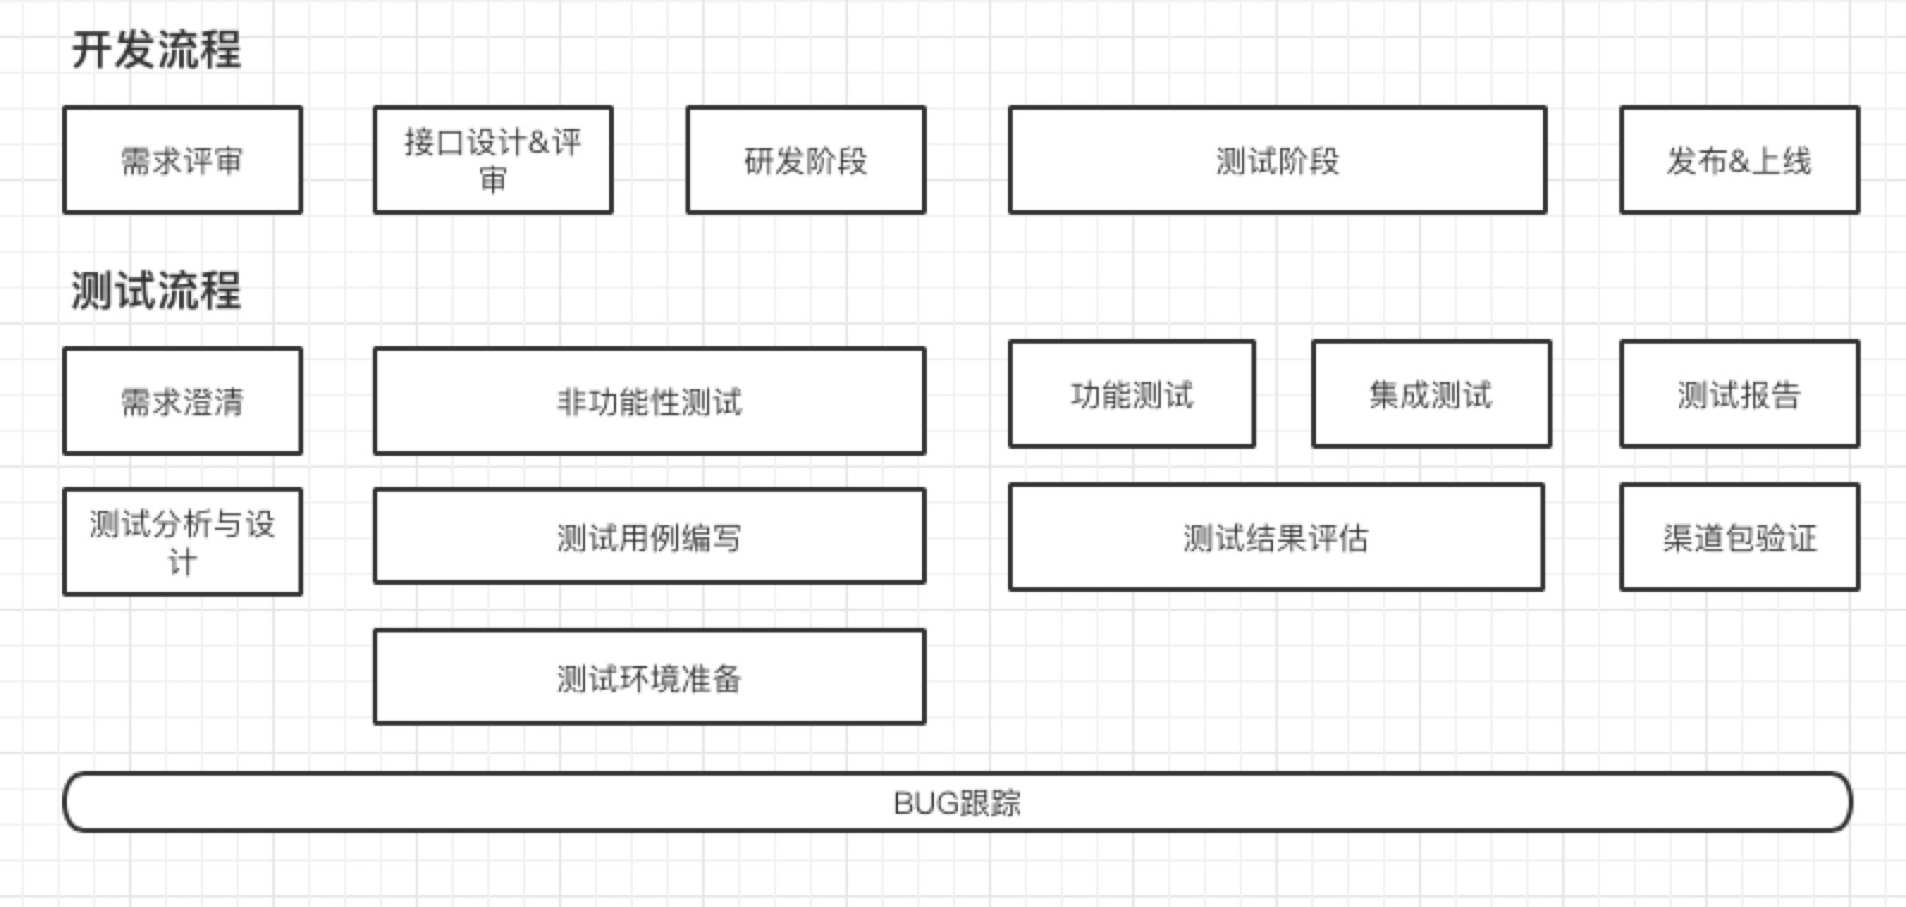 开发流程
需求评审
接口设计&评
审
研发阶段
测试阶段
发布&上线
测试流程
需求澄清
非功能性测试
功能测试
集成测试
测试报告
测试分析与设
计
测试用例编写
测试结果评估
渠道包验证
测试环境准备
BUG跟踪